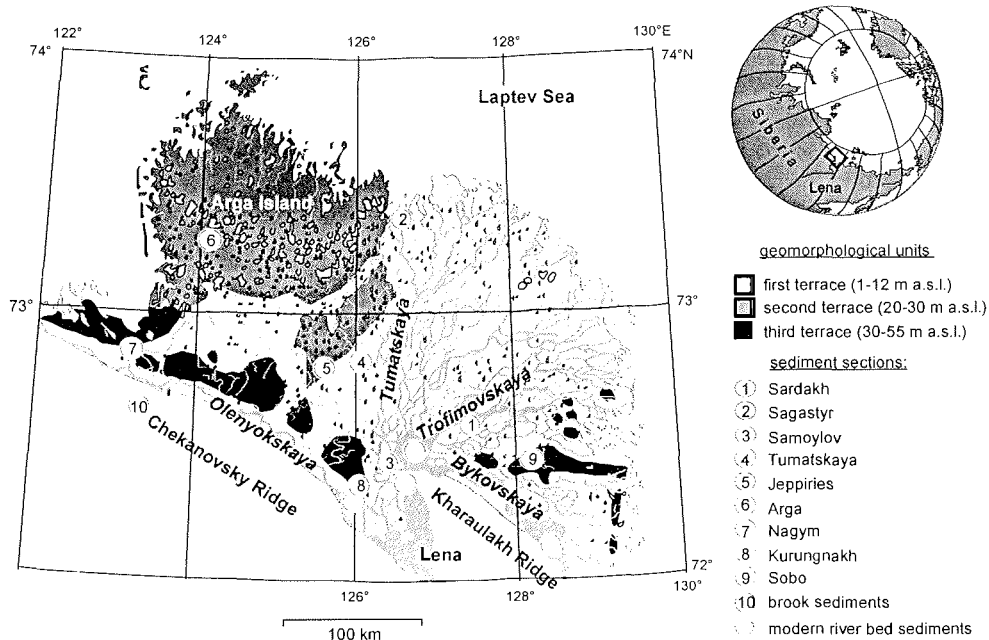 122°
124°
126°
128°
130°E
74°
74°N
Laptev Sea
Arga Island
6
2
73°
73°
7
5
4
Tumatskaya
10
Olenyokskaya
Trofimovskaya
1
Chekanovsky Ridge
3
Bykovskaya
9
8
Kharaulakh Ridge
Lena
72°
126°
128°
130°
100 km
Siberia
Lena
geomorphological units
first terrace (1-12 m a.s.l.)
second terrace (20-30 m a.s.l.)
third terrace (30-55 m a.s.l.)
sediment sections:
1 Sardakh
2 Sagastyr
3 Samoylov
4 Tumatskaya
5 Jeppiries
6 Arga
7 Nagym
8 Kurungnakh
9 Sobo
10 brook sediments
modern river bed sediments